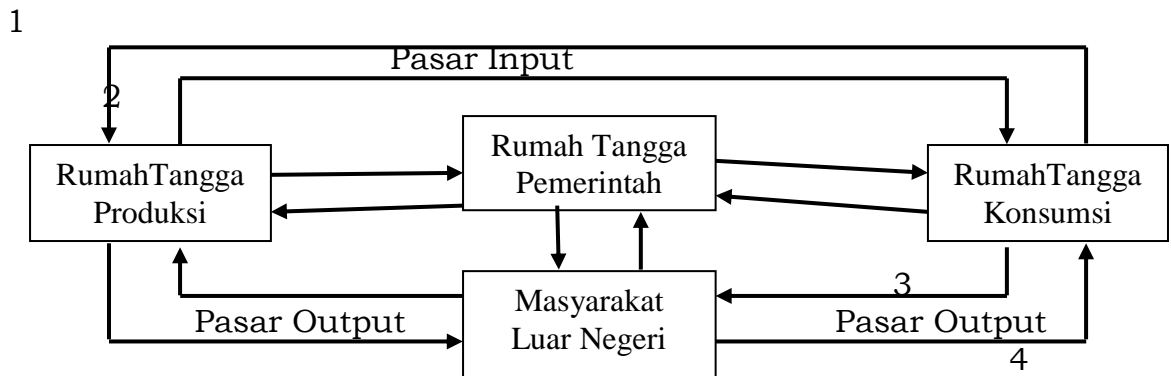 1
Pasar Input
2
RumahTangga
Produksi
Rumah Tangga
Pemerintah
RumahTangga
Konsumsi
3
Pasar Output
Masyarakat
Luar Negeri
Pasar Output
4